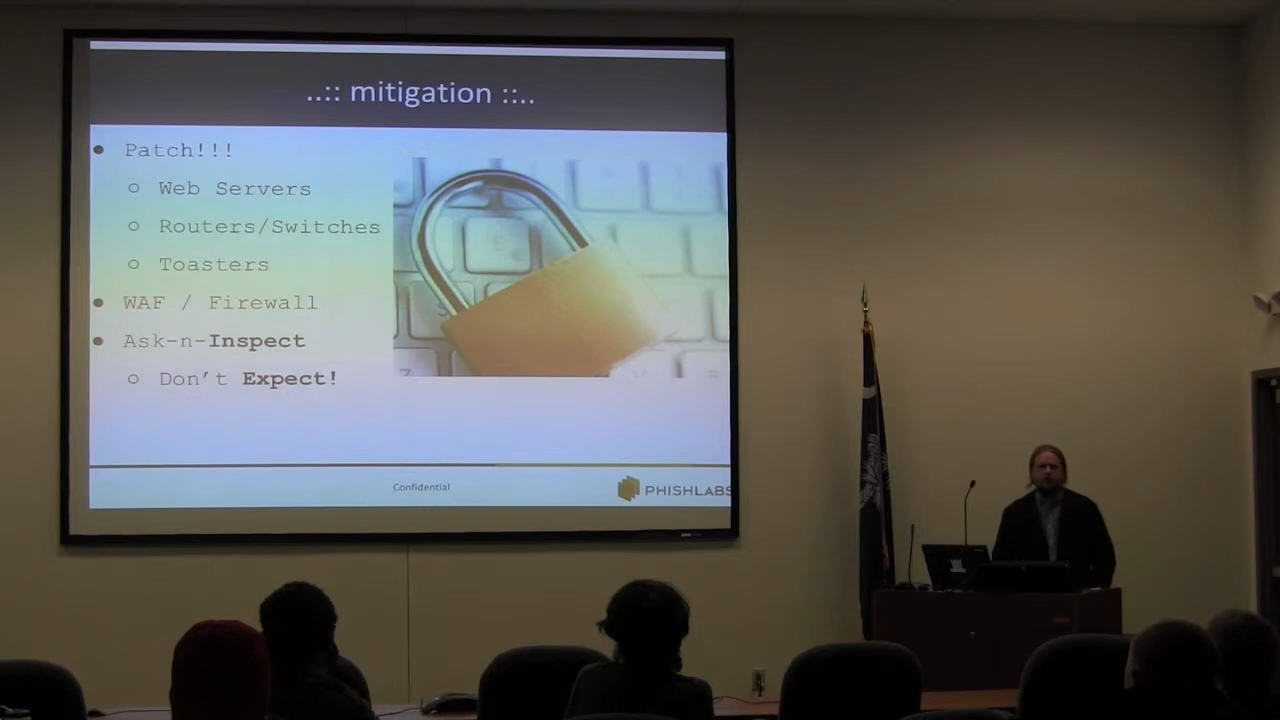 ..:: mitigation ::..
● Patch!!!
○ Web Servers
○ Routers/Switches
○ Toasters
● WAF / Firewall
● Ask-n-Inspect
○ Don't Expect!
Confidential
PHISHLABS